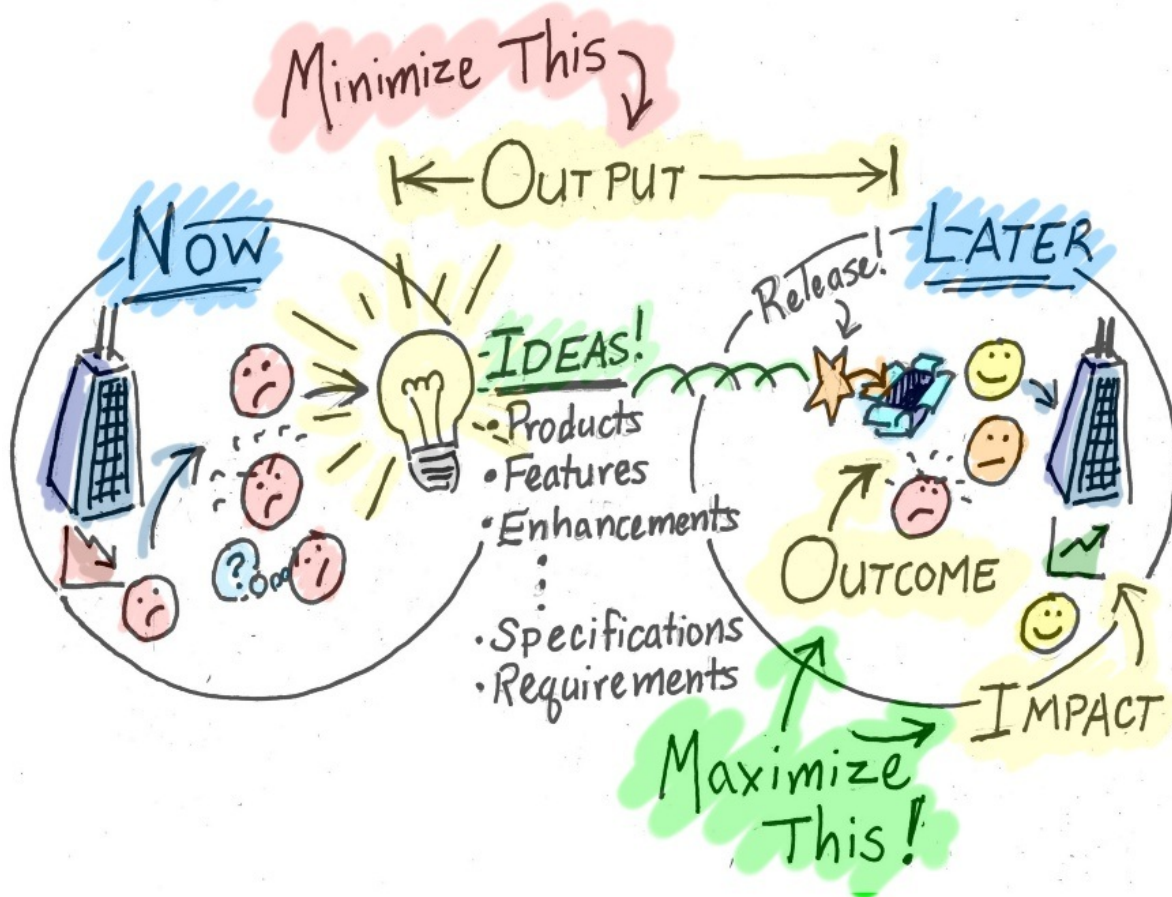 Minimize This
OUTPUT
NOW
LATER
Release!
IDEAS!
• Products
• Features
• Enhancements
• Specifications
• Requirements
?
OUTCOME
IMPACT
Maximize
This!